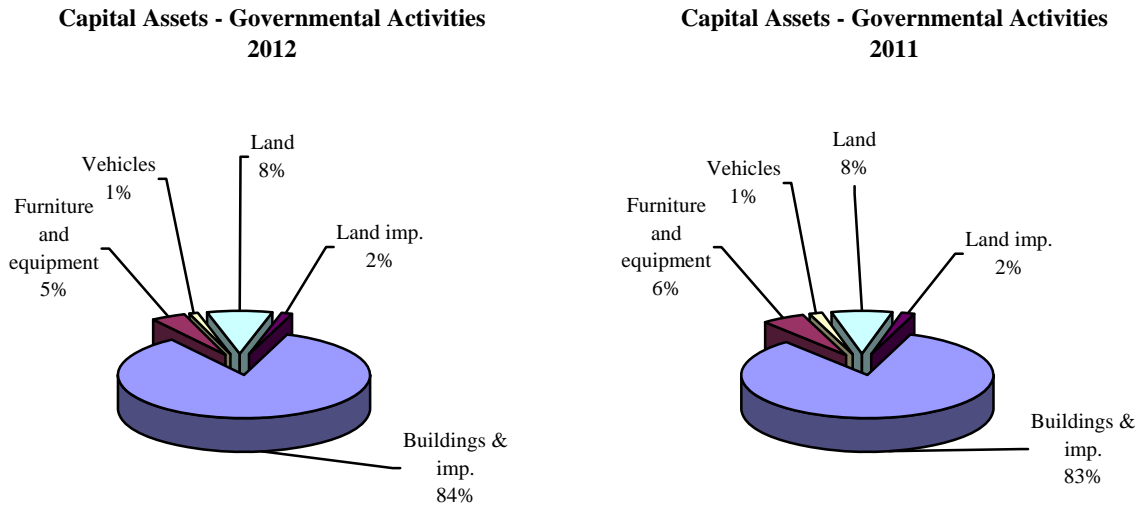 Capital Assets - Governmental Activities
2012
Land
8%
Vehicles
1%
Furniture
and
equipment
5%
Land imp.
2%
Buildings &
imp.
84%
Capital Assets - Governmental Activities
2011
Land
8%
Vehicles
1%
Furniture
and
equipment
6%
Land imp.
2%
Buildings &
imp.
83%